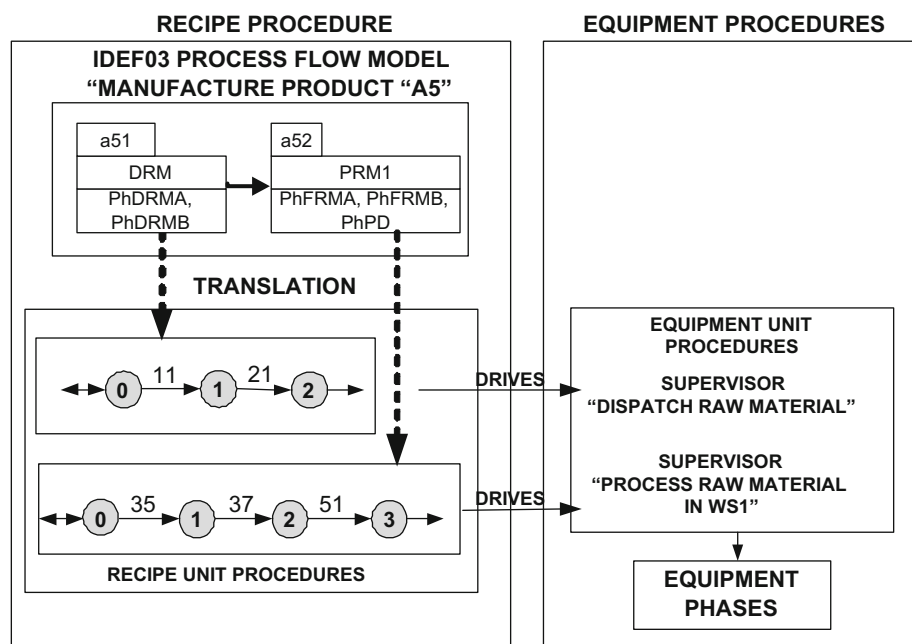 RECIPE PROCEDURE
EQUIPMENT PROCEDURES
IDEF03 PROCESS FLOW MODEL
“MANUFACTURE PRODUCT “A5”
a51
a52
DRM
PRM1
PhDRMA,
PhDRMB
PhFRMA, PhFRMB,
PhPD
TRANSLATION
0 11 1 21 2
DRIVES
0 35 1 37 2 51 3
DRIVES
RECIPE UNIT PROCEDURES
EQUIPMENT UNIT
PROCEDURES
SUPERVISOR
“DISPATCH RAW MATERIAL”
SUPERVISOR
“PROCESS RAW MATERIAL
IN WS1”
EQUIPMENT
PHASES